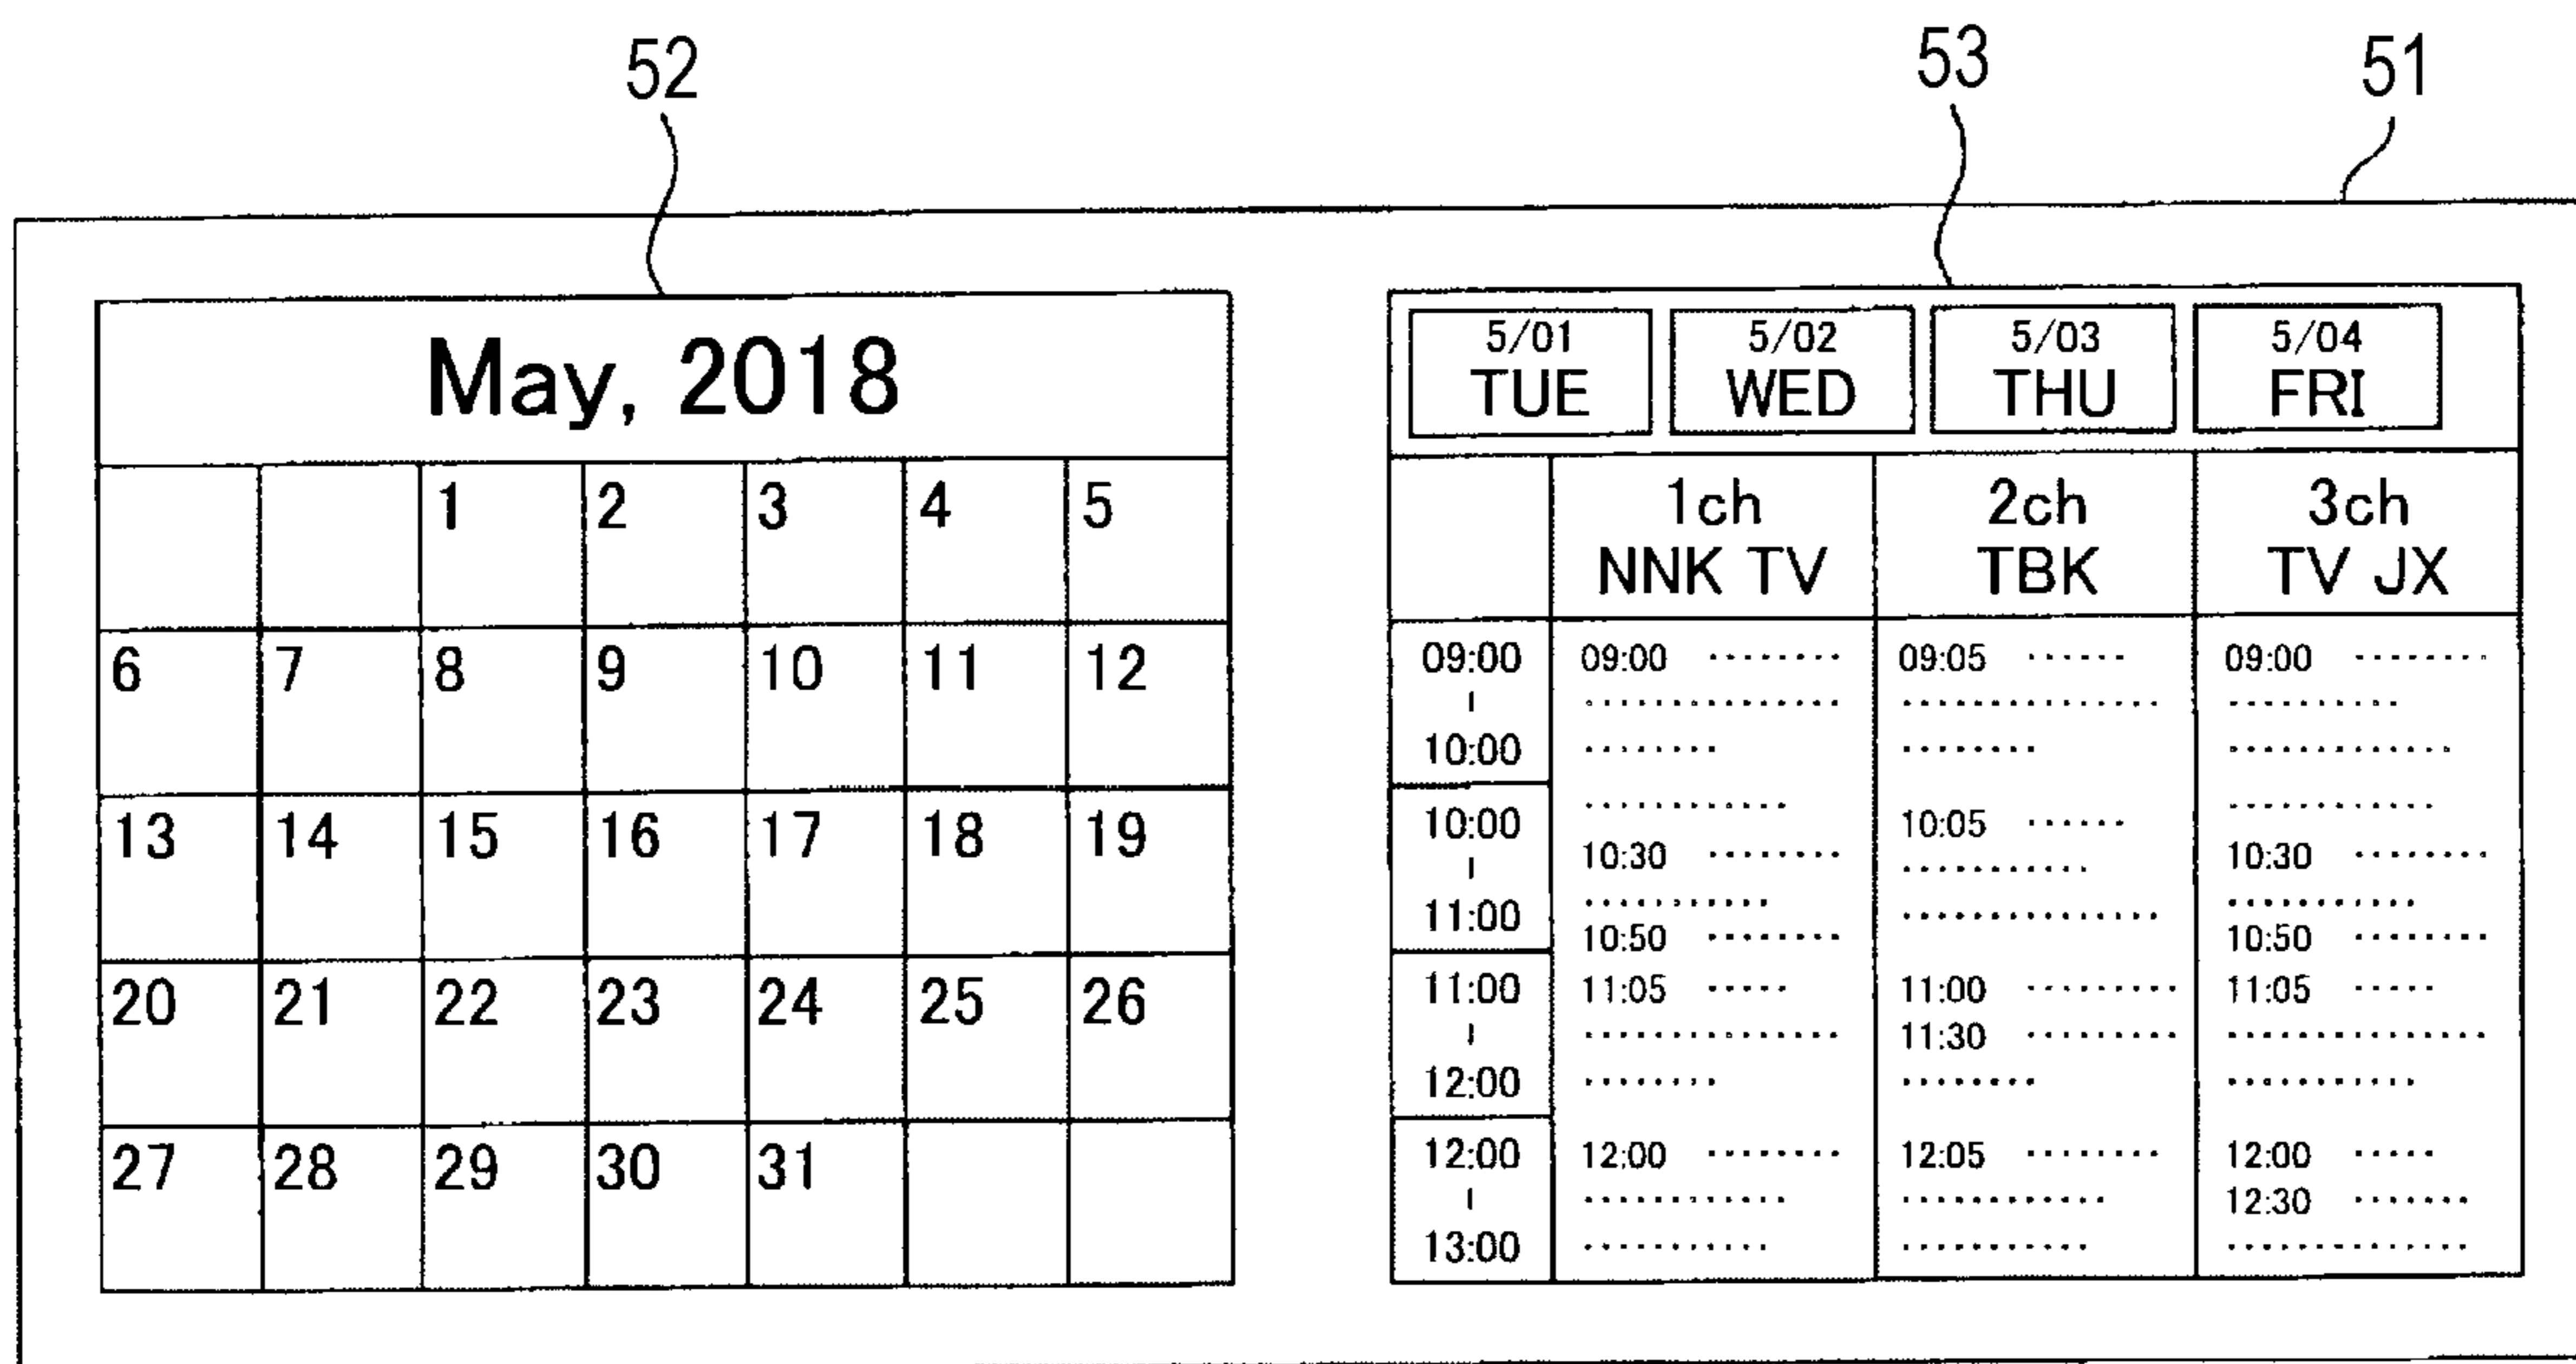 52
53
51
May, 2018
1 2 3 4 5
6 7 8 9 10 11 12
13 14 15 16 17 18 19
20 21 22 23 24 25 26
27 28 29 30 31
5/01 5/02 5/03 5/04
TUE WED THU FRI
1ch 2ch 3ch
NNK TV TBK TV JX
09:00 - 10:00
10:00 - 11:00
11:00 - 12:00
12:00 - 13:00
09:00
10:30
10:50
11:05
12:00
09:05
10:05
11:00
11:30
12:05
09:00
10:30
10:50
11:05
12:00
12:30